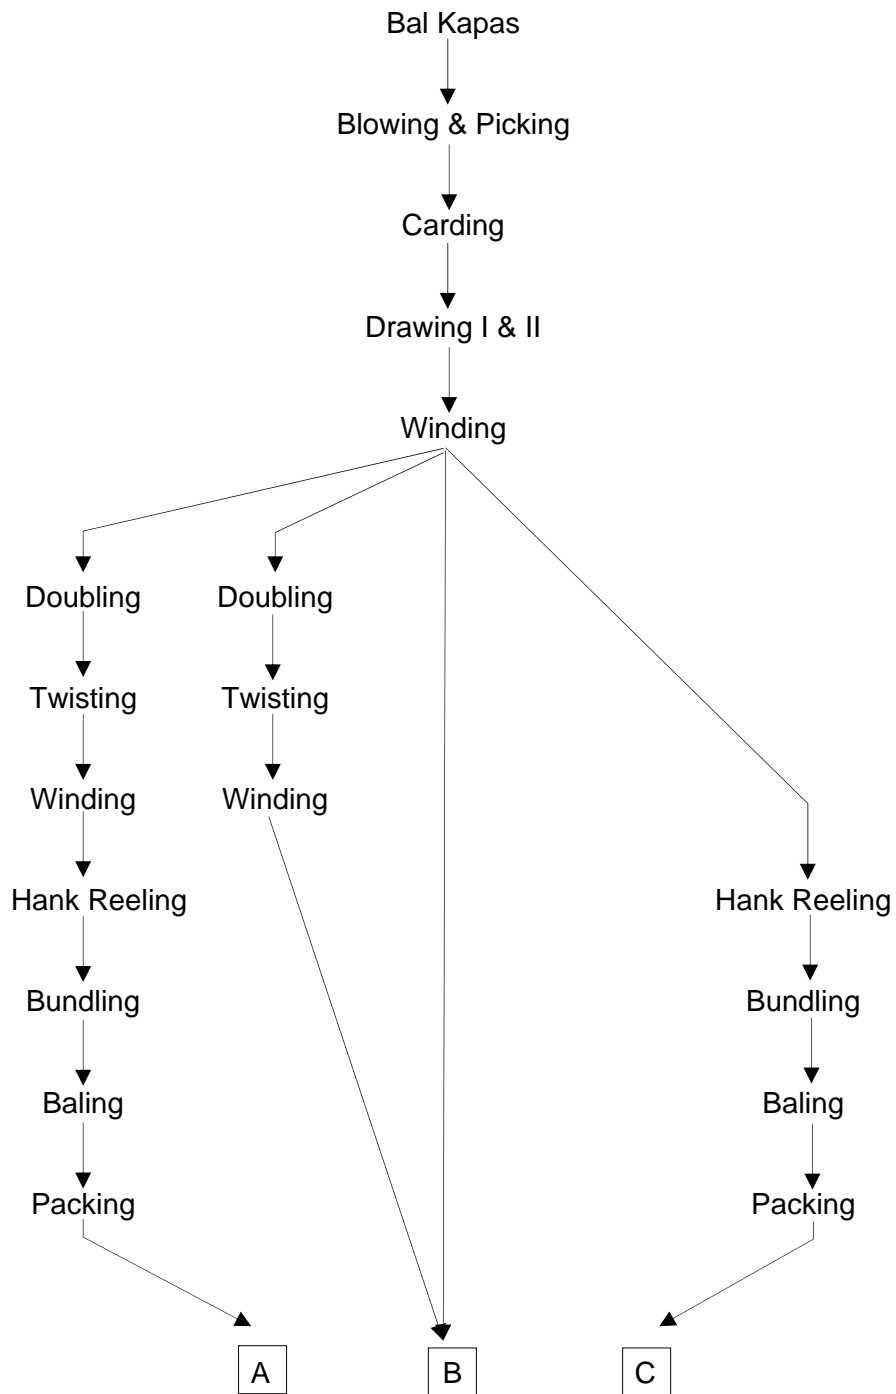 Bal Kapas
Blowing & Picking
Carding
Drawing I & II
Winding
Doubling
Doubling
Twisting
Twisting
Winding
Winding
Hank Reeling
Hank Reeling
Bundling
Bundling
Baling
Baling
Packing
Packing
A
B
C